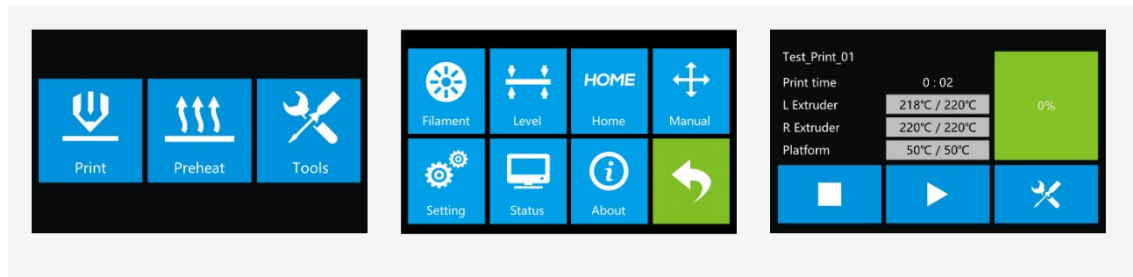 Print Preheat Tools
HOME
Filament Level Home Manual
Setting Status About
Test_Print_01
Print time 0 : 02
L Extruder 218℃ / 220℃
0%
R Extruder 220℃ / 220℃
Platform 50℃ / 50℃